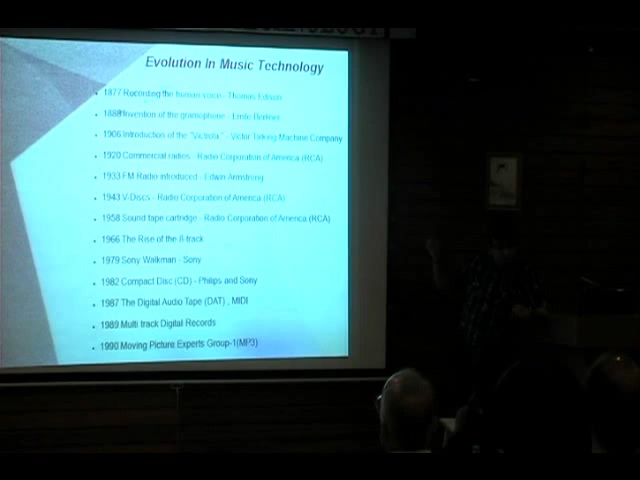 Evolution In Music Technology
1877 Recording the human voice - Thomas Edison
1888 Invention of the gramophone - Emile Berliner
1906 Introduction of the "Victrola" - Victor Talking Machine Company
1920 Commercial radios - Radio Corporation of America (RCA)
1933 FM Radio introduced - Edwin Armstrong
1943 V-Discs - Radio Corporation of America (RCA)
1958 Sound tape cartridge - Radio Corporation of America (RCA)
1966 The Rise of the 8-track
1979 Sony Walkman - Sony
1982 Compact Disc (CD) - Philips and Sony
1987 The Digital Audio Tape (DAT) , MIDI
1989 Multi track Digital Records
1990 Moving Picture Experts Group-1(MP3)